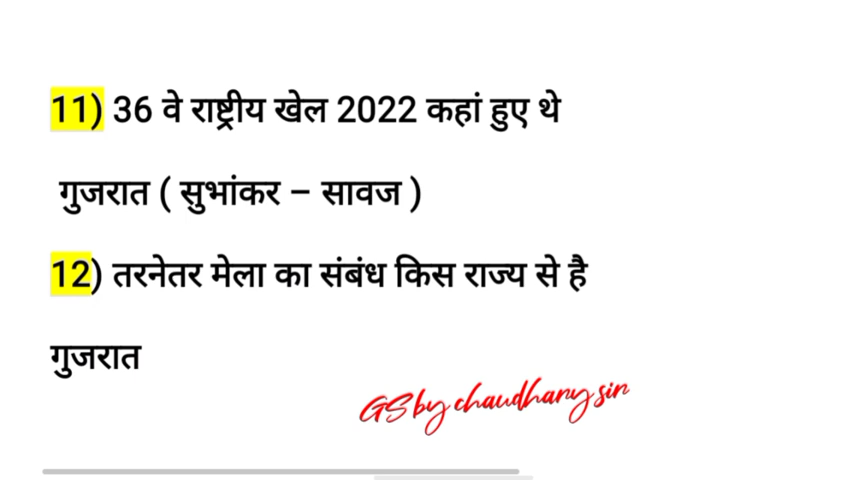 11) 36 वे राष्ट्रीय खेल 2022 कहां हुए थे
गुजरात ( सुभांकर – सावज )
12) तरनेतर मेला का संबंध किस राज्य से है
गुजरात
GS by chaudhary sir